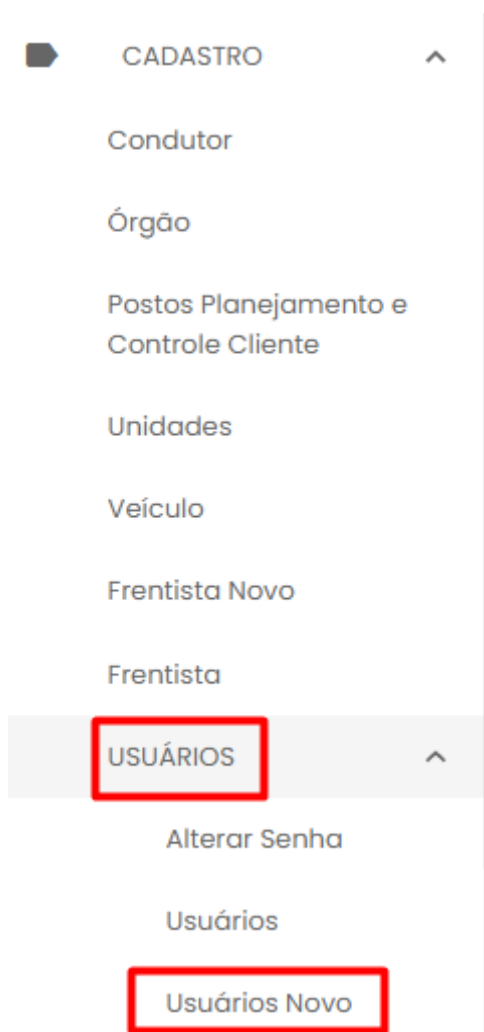 CADASTRO
Condutor
Órgão
Postos Planejamento e
Controle Cliente
Unidades
Veículo
Frentista Novo
Frentista
USUÁRIOS
Alterar Senha
Usuários
Usuários Novo